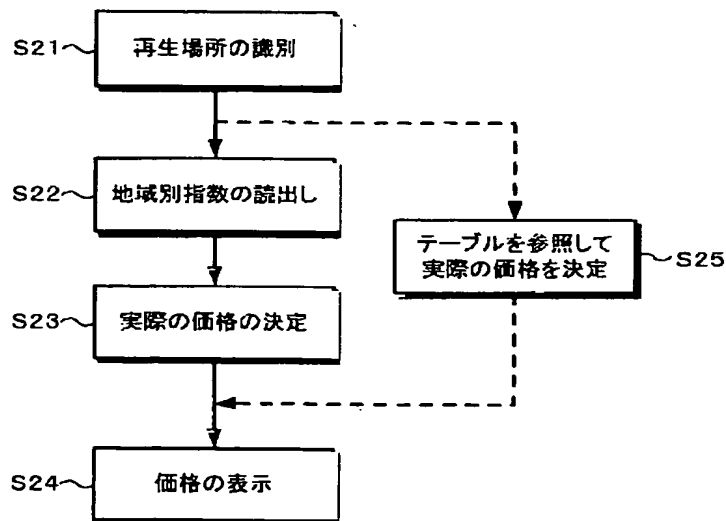 S21
再生場所の識別
S22
地域別指数の読出し
テーブルを参照して
実際の価格を決定
S25
S23
実際の価格の決定
S24
価格の表示